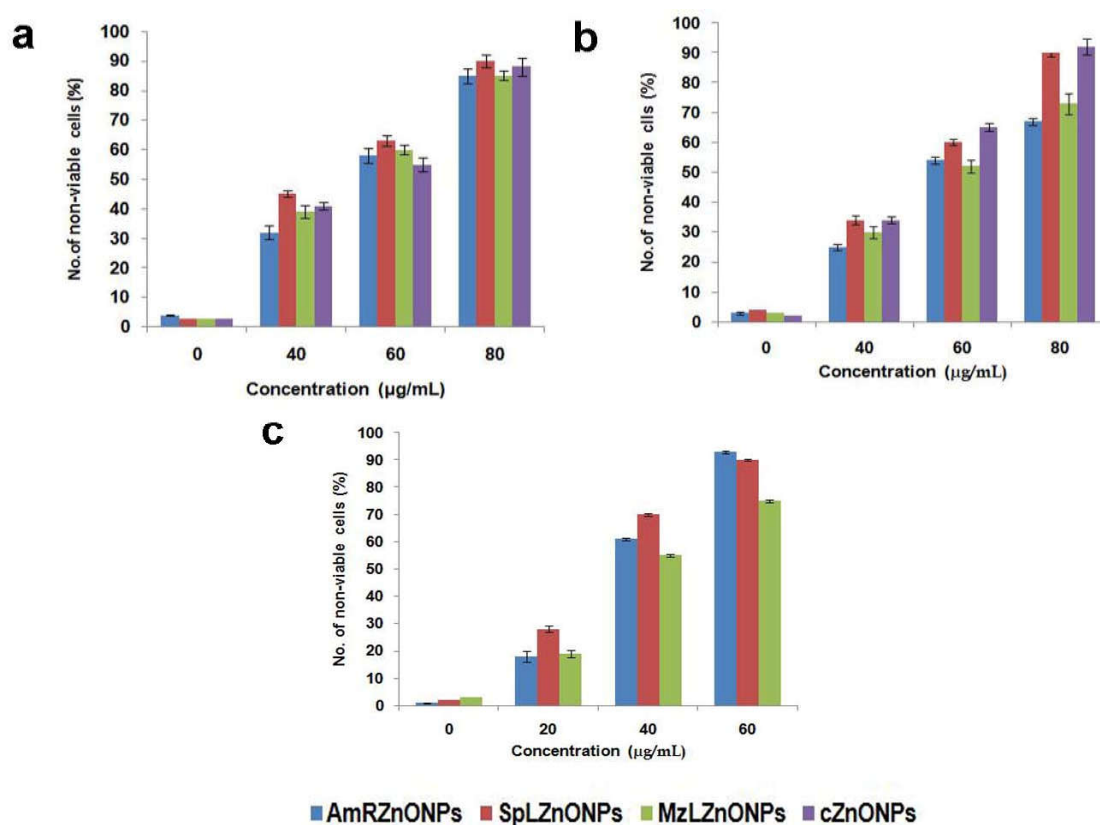 a
No.of non-viable cells (%)
100
90
80
70
60
50
40
30
20
10
0
0 40 60 80
Concentration (µg/mL)
b
No.of non-viable clls (%)
100
90
80
70
60
50
40
30
20
10
0
0 40 60 80
Concentration (µg/mL)
c
No. of non-viable cells (%)
100
90
80
70
60
50
40
30
20
10
0
0 20 40 60
Concentration (µg/mL)
AmRZnONPs SpLZnONPs MzLZnONPs cZnONPs